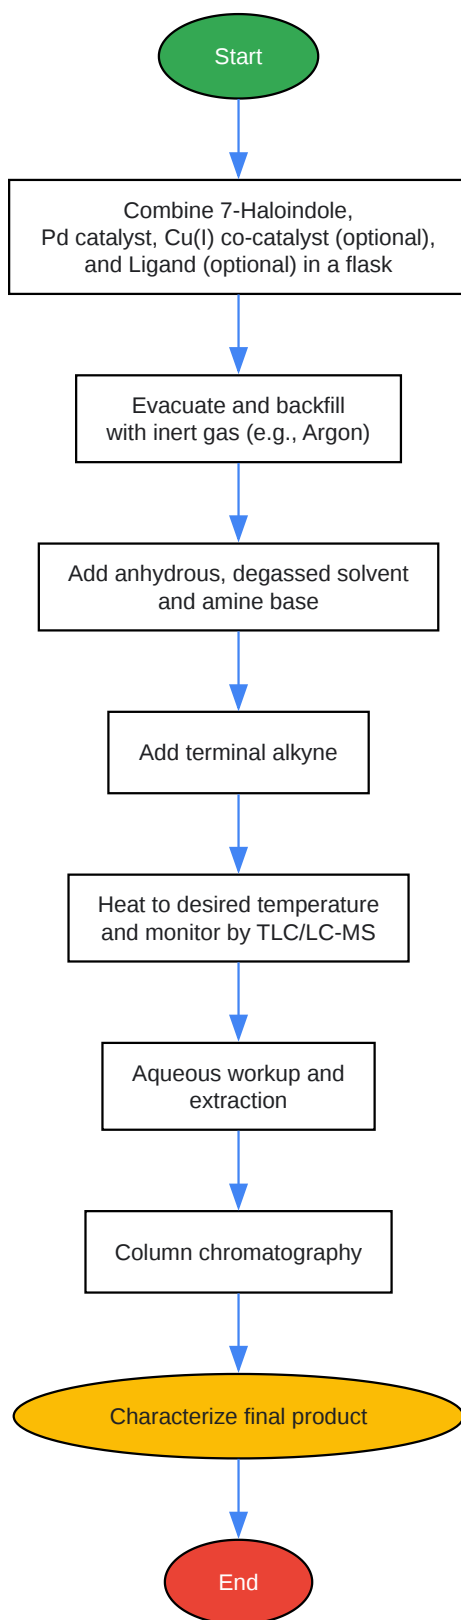 Start
Combine 7-Haloindole,
Pd catalyst, Cu(I) co-catalyst (optional),
and Ligand (optional) in a flask
Evacuate and backfill
with inert gas (e.g., Argon)
Add anhydrous, degassed solvent
and amine base
Add terminal alkyne
Heat to desired temperature
and monitor by TLC/LC-MS
Aqueous workup and
extraction
Column chromatography
Characterize final product
End